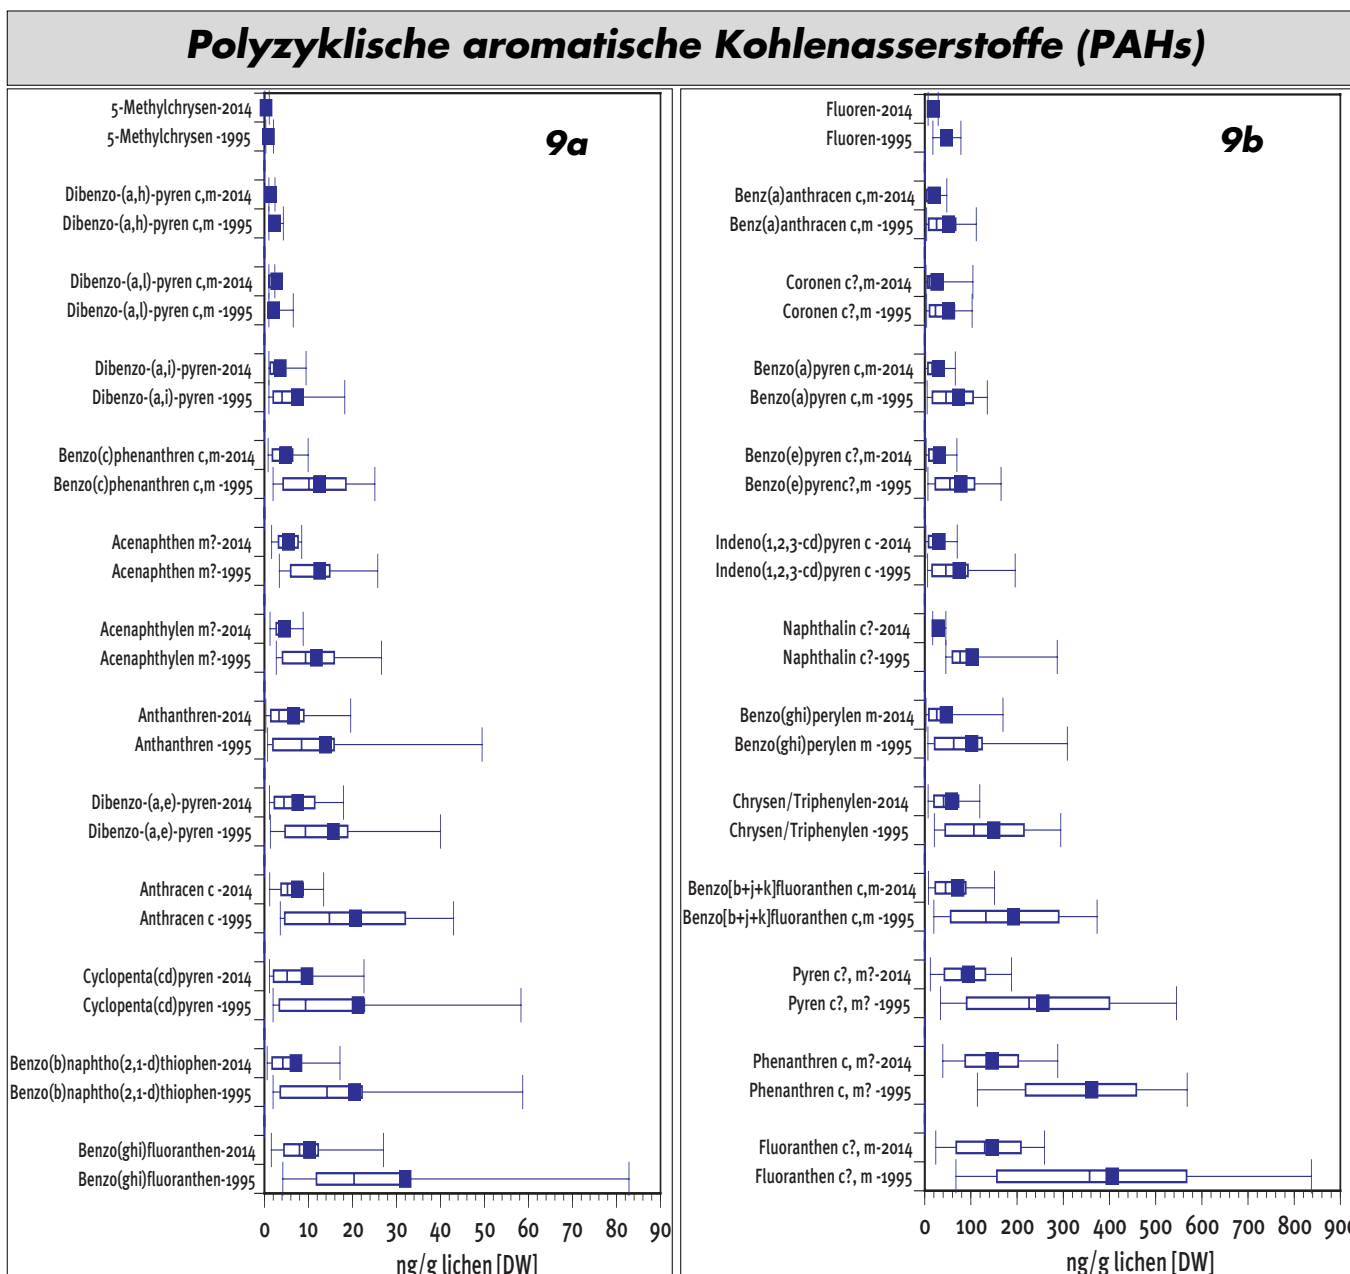 Polyzyklische aromatische Kohlenasserstoffe (PAHs)
9a
5-Methylchrysen-2014
5-Methylchrysen -1995
Dibenzo-(a,h)-pyren c,m-2014
Dibenzo-(a,h)-pyren c,m -1995
Dibenzo-(a,l)-pyren c,m-2014
Dibenzo-(a,l)-pyren c,m -1995
Dibenzo-(a,i)-pyren-2014
Dibenzo-(a,i)-pyren -1995
Benzo(c)phenanthren c,m-2014
Benzo(c)phenanthren c,m -1995
Acenaphthen m?-2014
Acenaphthen m?-1995
Acenaphthylen m?-2014
Acenaphthylen m?-1995
Anthanthren-2014
Anthanthren -1995
Dibenzo-(a,e)-pyren-2014
Dibenzo-(a,e)-pyren -1995
Anthracen c -2014
Anthracen c -1995
Cyclopenta(cd)pyren -2014
Cyclopenta(cd)pyren -1995
Benzo(b)naphtho(2,1-d)thiophen-2014
Benzo(b)naphtho(2,1-d)thiophen-1995
Benzo(ghi)fluoranthen-2014
Benzo(ghi)fluoranthen-1995
0 10 20 30 40 50 60 70 80 90
ng/g lichen [DW]
9b
Fluoren-2014
Fluoren-1995
Benz(a)anthracen c,m-2014
Benz(a)anthracen c,m -1995
Coronen c?,m-2014
Coronen c?,m -1995
Benzo(a)pyren c,m-2014
Benzo(a)pyren c,m -1995
Benzo(e)pyren c?,m-2014
Benzo(e)pyrenc?,m -1995
Indeno(1,2,3-cd)pyren c -2014
Indeno(1,2,3-cd)pyren c -1995
Naphthalin c?-2014
Naphthalin c?-1995
Benzo(ghi)perylen m-2014
Benzo(ghi)perylen m -1995
Chrysen/Triphenylen-2014
Chrysen/Triphenylen -1995
Benzo[b+j+k]fluoranthen c,m-2014
Benzo[b+j+k]fluoranthen c,m -1995
Pyren c?, m?-2014
Pyren c?, m? -1995
Phenanthren c, m?-2014
Phenanthren c, m? -1995
Fluoranthen c?, m-2014
Fluoranthen c?, m -1995
0 100 200 300 400 500 600 700 800 900
ng/g lichen [DW]